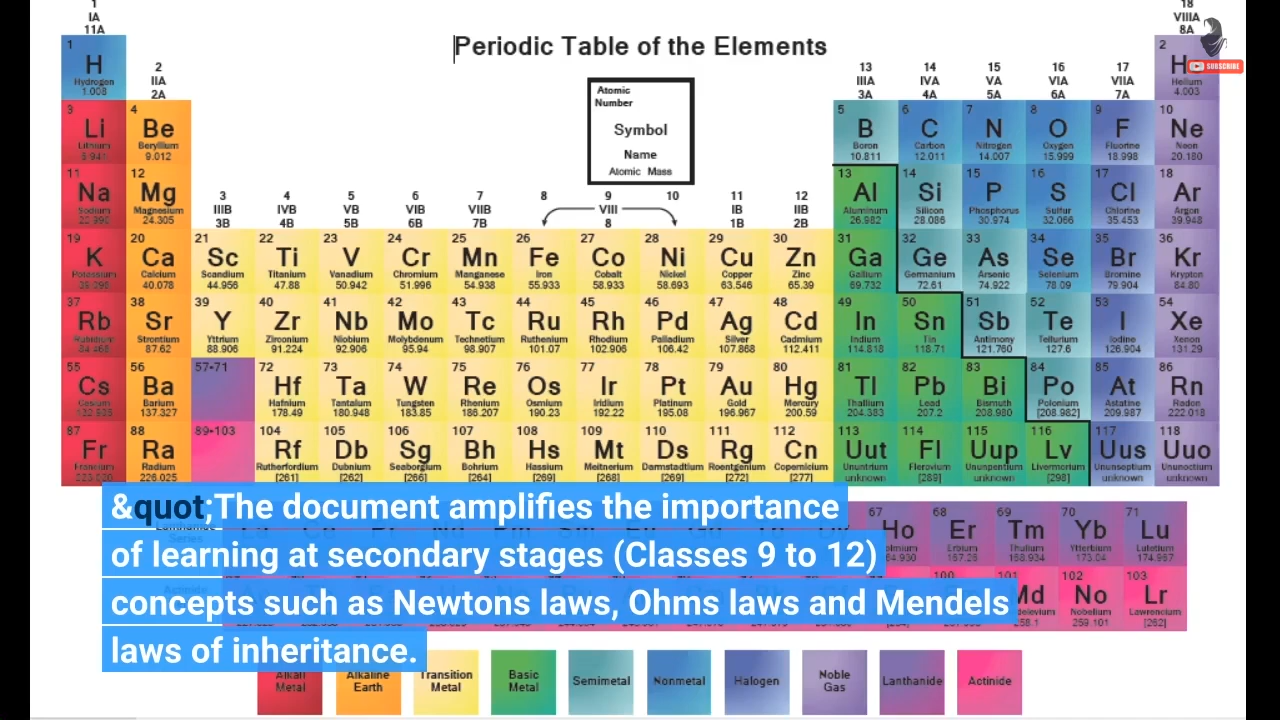 1
IA
11A
18
VIIIA
8A
Periodic Table of the Elements
SUBSCRIBE
1
H
Hydrogen
1.008
2
IIA
2A
13
IIIA
3A
14
IVA
4A
15
VA
5A
16
VIA
6A
17
VIIA
7A
2
Helium
4.003
Atomic
Number
Symbol
Name
Atomic Mass
3 4 5 6 7 8 9 10
Li Be B C N O F Ne
Lithium Beryllium Boron Carbon Nitrogen Oxygen Fluorine Neon
9.012 10.811 12.011 14.007 15.999 18.998 20.180
11 12 13 14 15 16 17 18
Na Mg Al Si P S Cl Ar
Sodium Magnesium Aluminum Silicon Phosphorus Sulfur Chlorine Argon
22.990 24.305 26.982 28.086 30.974 32.066 35.453 39.948
3 4 5 6 7 8 9 10 11 12
IIIB IVB VB VIB VIIB VIII IB IIB
3B 4B 5B 6B 7B 8 1B 2B
19 20 21 22 23 24 25 26 27 28 29 30 31 32 33 34 35 36
K Ca Sc Ti V Cr Mn Fe Co Ni Cu Zn Ga Ge As Se Br Kr
Potassium Calcium Scandium Titanium Vanadium Chromium Manganese Iron Cobalt Nickel Copper Zinc Gallium Germanium Arsenic Selenium Bromine Krypton
39.098 40.078 44.956 47.88 50.942 51.996 54.938 55.933 58.933 58.693 63.546 65.39 69.732 72.61 74.922 78.09 79.904 84.80
37 38 39 40 41 42 43 44 45 46 47 48 49 50 51 52 53 54
Rb Sr Y Zr Nb Mo Tc Ru Rh Pd Ag Cd In Sn Sb Te I Xe
Rubidium Strontium Yttrium Zirconium Niobium Molybdenum Technetium Ruthenium Rhodium Palladium Silver Cadmium Indium Tin Antimony Tellurium Iodine Xenon
84.468 87.62 88.906 91.224 92.906 95.94 98.907 101.07 102.906 106.42 107.868 112.411 114.818 118.71 121.760 127.6 126.904 131.29
55 56 57-71 72 73 74 75 76 77 78 79 80 81 82 83 84 85 86
Cs Ba Hf Ta W Re Os Ir Pt Au Hg Tl Pb Bi Po At Rn
Cesium Barium Hafnium Tantalum Tungsten Rhenium Osmium Iridium Platinum Gold Mercury Thallium Lead Bismuth Polonium Astatine Radon
137.327 178.49 180.948 183.85 186.207 190.23 192.22 195.08 196.967 200.59 204.383 207.2 208.980 [208.982] 209.987 222.018
87 88 89-103 104 105 106 107 108 109 110 111 112 113 114 115 116 117 118
Fr Ra Rf Db Sg Bh Hs Mt Ds Rg Cn Uut Fl Uup Lv Uus Uuo
Francium Radium Rutherfordium Dubnium Seaborgium Bohrium Hassium Meitnerium Darmstadtium Roentgenium Copernicium Ununtrium Flerovium Ununpentium Livermorium Ununseptium Ununoctium
223.020 226.025 [261] [262] [266] [264] [269] [268] [269] [272] [277] unknown [289] unknown [298] unknown unknown
&quot;The document amplifies the importance
of learning at secondary stages (Classes 9 to 12)
concepts such as Newtons laws, Ohms laws and Mendels
laws of inheritance.
67 68 69 70 71
Ho Er Tm Yb Lu
Erbium Thulium Ytterbium Lutetium
167.26 168.934 173.04 174.967
100 101 102 103
Md No Lr
Nobelium Lawrencium
258.1 259.101 [262]
Alkali
Metal
Alkaline
Earth
Transition
Metal
Basic
Metal
Semimetal
Nonmetal
Halogen
Noble
Gas
Lanthanide
Actinide